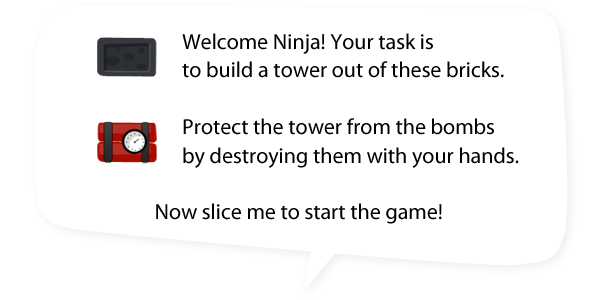 Welcome Ninja! Your task is
to build a tower out of these bricks.
Protect the tower from the bombs
by destroying them with your hands.
Now slice me to start the game!